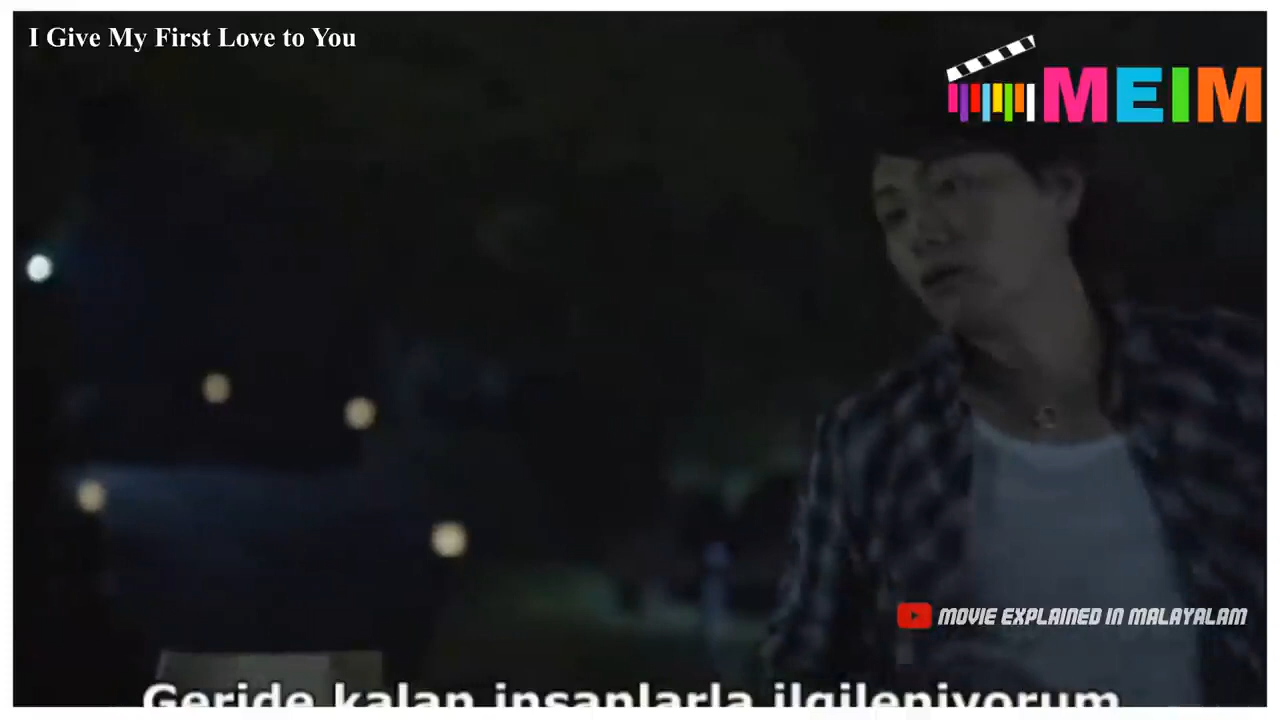 I Give My First Love to You
MEIM
MOVIE EXPLAINED IN MALAYALAM
Geride kalan insanlarla ilgileniyorum